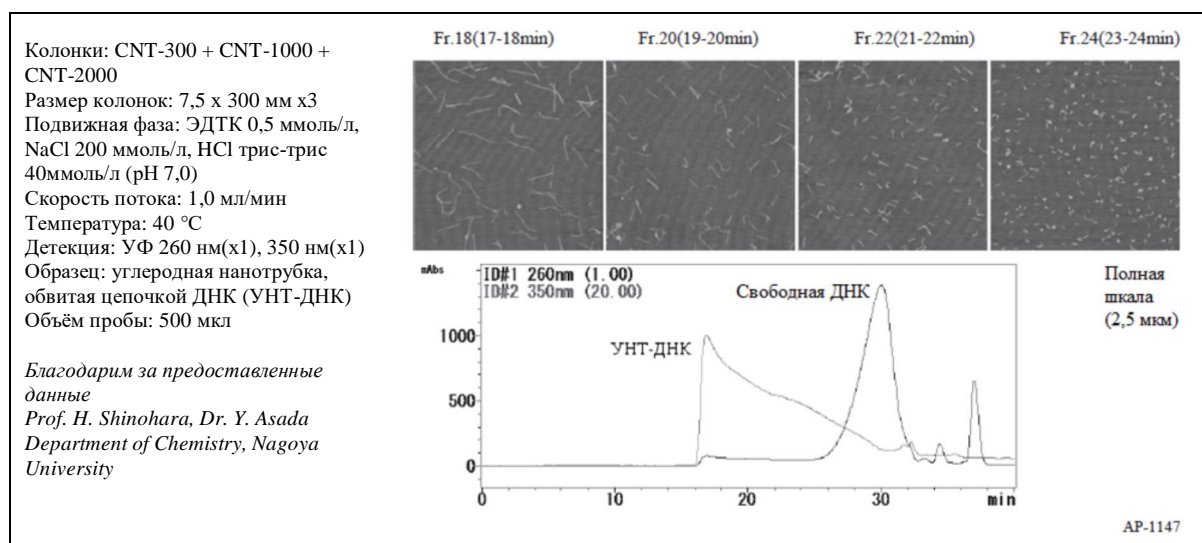 Колонки: CNT-300 + CNT-1000 +
CNT-2000
Размер колонок: 7,5 x 300 мм x3
Подвижная фаза: ЭДТК 0,5 ммоль/л,
NaCl 200 ммоль/л, HCl трис-трис
40ммоль/л (pH 7,0)
Скорость потока: 1,0 мл/мин
Температура: 40 °C
Детекция: УФ 260 нм(x1), 350 нм(x1)
Образец: углеродная нанотрубка,
обвитая цепочкой ДНК (УНТ-ДНК)
Объём пробы: 500 мкл
Благодарим за предоставленные
данные
Prof. H. Shinohara, Dr. Y. Asada
Department of Chemistry, Nagoya
University
Fr.18(17-18min) Fr.20(19-20min) Fr.22(21-22min) Fr.24(23-24min)
mAbs
ID#1 260nm (1.00)
ID#2 350nm (20.00)
Свободная ДНК
УНТ-ДНК
1000
500
0
0 10 20 30 min
Полная
шкала
(2,5 мкм)
AP-1147